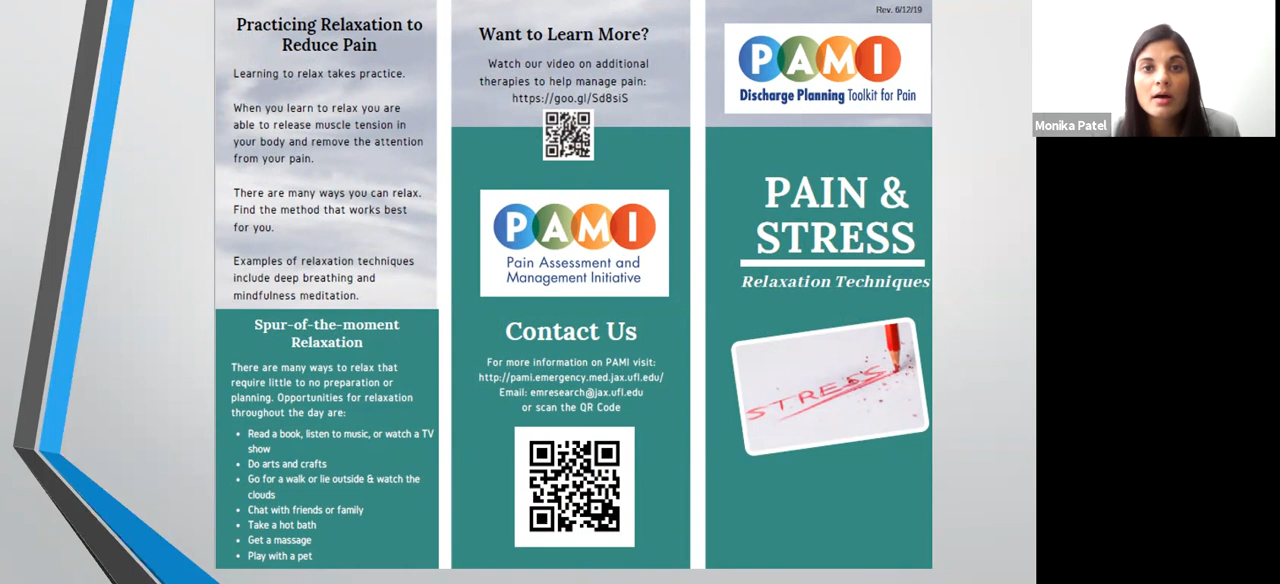 Practicing Relaxation to
Reduce Pain
Learning to relax takes practice.
When you learn to relax you are
able to release muscle tension in
your body and remove the attention
from your pain.
There are many ways you can relax.
Find the method that works best
for you.
Examples of relaxation techniques
include deep breathing and
mindfulness meditation.
Spur-of-the-moment
Relaxation
There are many ways to relax that
require little to no preparation or
planning. Opportunities for relaxation
throughout the day are:
• Read a book, listen to music, or watch a TV
show
• Do arts and crafts
• Go for a walk or lie outside & watch the
clouds
• Chat with friends or family
• Take a hot bath
• Get a massage
• Play with a pet
Want to Learn More?
Watch our video on additional
therapies to help manage pain:
https://goo.gl/Sd8siS
PAMI
Pain Assessment and
Management Initiative
Contact Us
For more information on PAMI visit:
http://pami.emergency.med.jax.ufl.edu/
Email: emresearch@jax.ufl.edu
or scan the QR Code
Rev. 6/12/19
PAMI
Discharge Planning Toolkit for Pain
PAIN &
STRESS
Relaxation Techniques
STRESS
Monika Patel